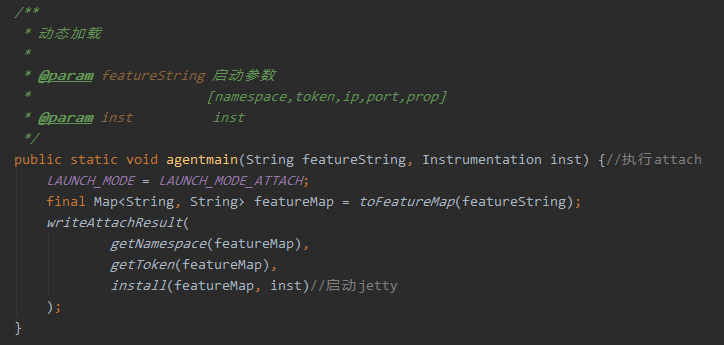 /**
 * 动态加载
 *
 * @param featureString 启动参数
 *                      [namespace,token,ip,port,prop]
 * @param inst          inst
 */
public static void agentmain(String featureString, Instrumentation inst) {//执行attach
    LAUNCH_MODE = LAUNCH_MODE_ATTACH;
    final Map<String, String> featureMap = toFeatureMap(featureString);
    writeAttachResult(
            getNamespace(featureMap),
            getToken(featureMap),
            install(featureMap, inst)//启动jetty
    );
}